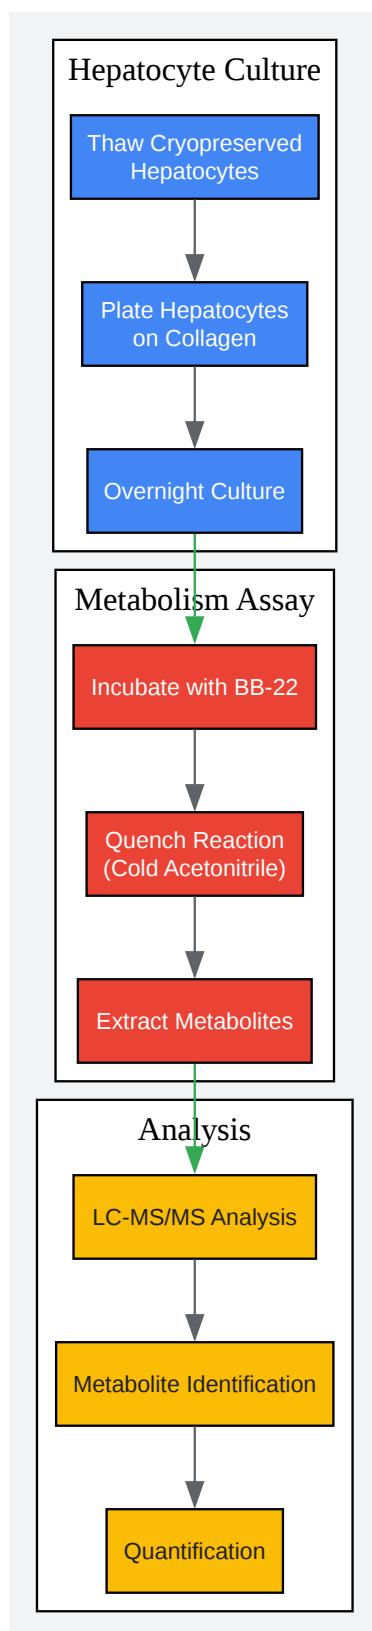 Hepatocyte Culture
Thaw Cryopreserved
Hepatocytes
Plate Hepatocytes
on Collagen
Overnight Culture
Metabolism Assay
Incubate with BB-22
Quench Reaction
(Cold Acetonitrile)
Extract Metabolites
Analysis
LC-MS/MS Analysis
Metabolite Identification
Quantification